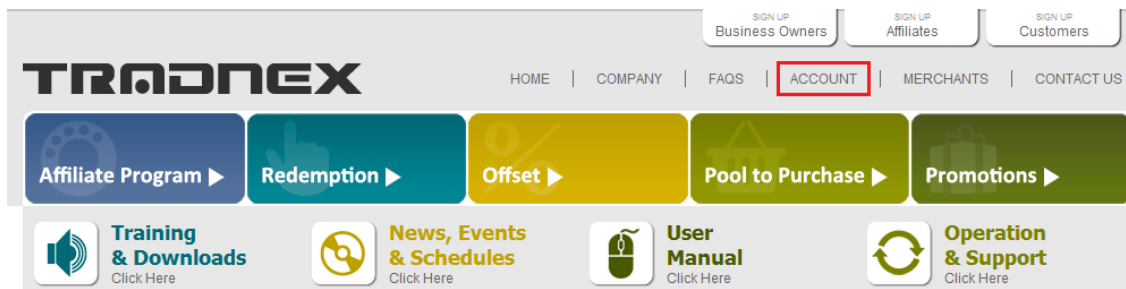 SIGN UP SIGN UP SIGN UP
Business Owners Affiliates Customers
TRADNEX
HOME | COMPANY | FAQS | ACCOUNT | MERCHANTS | CONTACT US
Affiliate Program Redemption Offset Pool to Purchase Promotions
Training News, Events User Operation
& Downloads & Schedules Manual & Support
Click Here Click Here Click Here Click Here